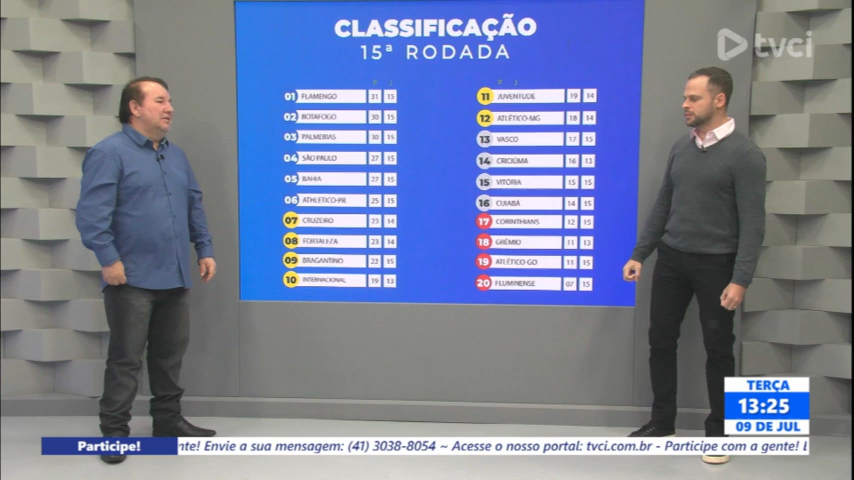 CLASSIFICAÇÃO
15ª RODADA
tvci
P J
01 FLAMENGO 31 15
02 BOTAFOGO 30 15
03 PALMEIRAS 30 15
04 SÃO PAULO 27 15
05 BAHIA 27 15
06 ATHLETICO-PR 25 15
07 CRUZEIRO 23 14
08 FORTALEZA 23 14
09 BRAGANTINO 22 15
10 INTERNACIONAL 19 13
P J
11 JUVENTUDE 19 14
12 ATLÉTICO-MG 18 14
13 VASCO 17 15
14 CRICIÚMA 16 13
15 VITÓRIA 15 15
16 CUIABÁ 14 15
17 CORINTHIANS 12 15
18 GRÊMIO 11 13
19 ATLÉTICO-GO 11 15
20 FLUMINENSE 07 15
TERÇA
13:25
09 DE JUL
Participe! nte! Envie a sua mensagem: (41) 3038-8054 ~ Acesse o nosso portal: tvci.com.br - Participe com a gente! E